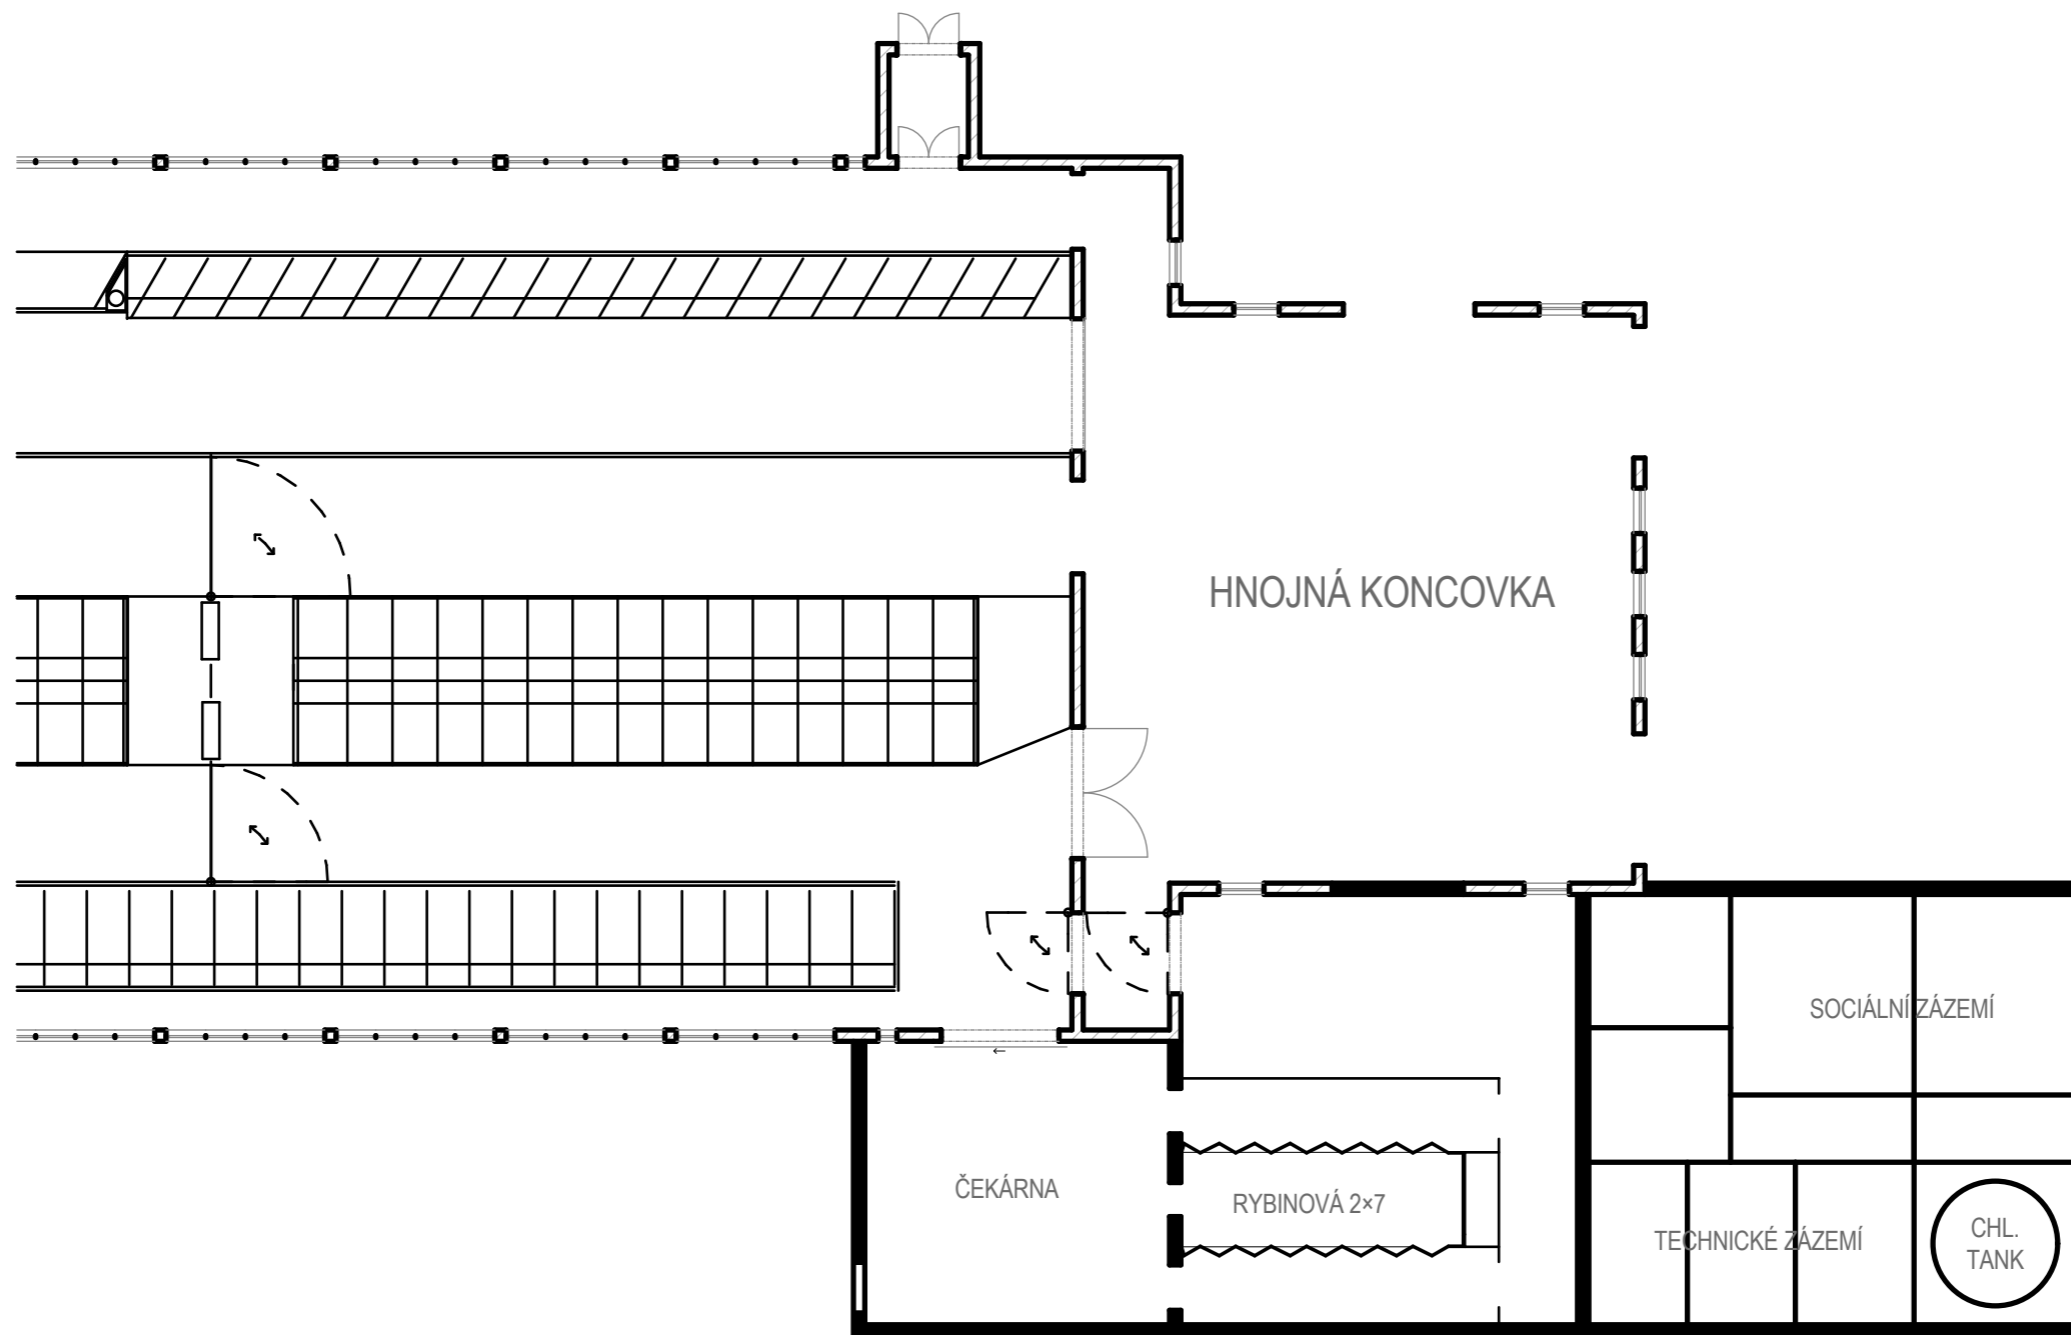 HNOJNÁ KONCOVKA
SOCIÁLNÍ ZÁZEMÍ
ČEKÁRNA
RYBINOVÁ 2×7
TECHNICKÉ ZÁZEMÍ
CHL.
TANK